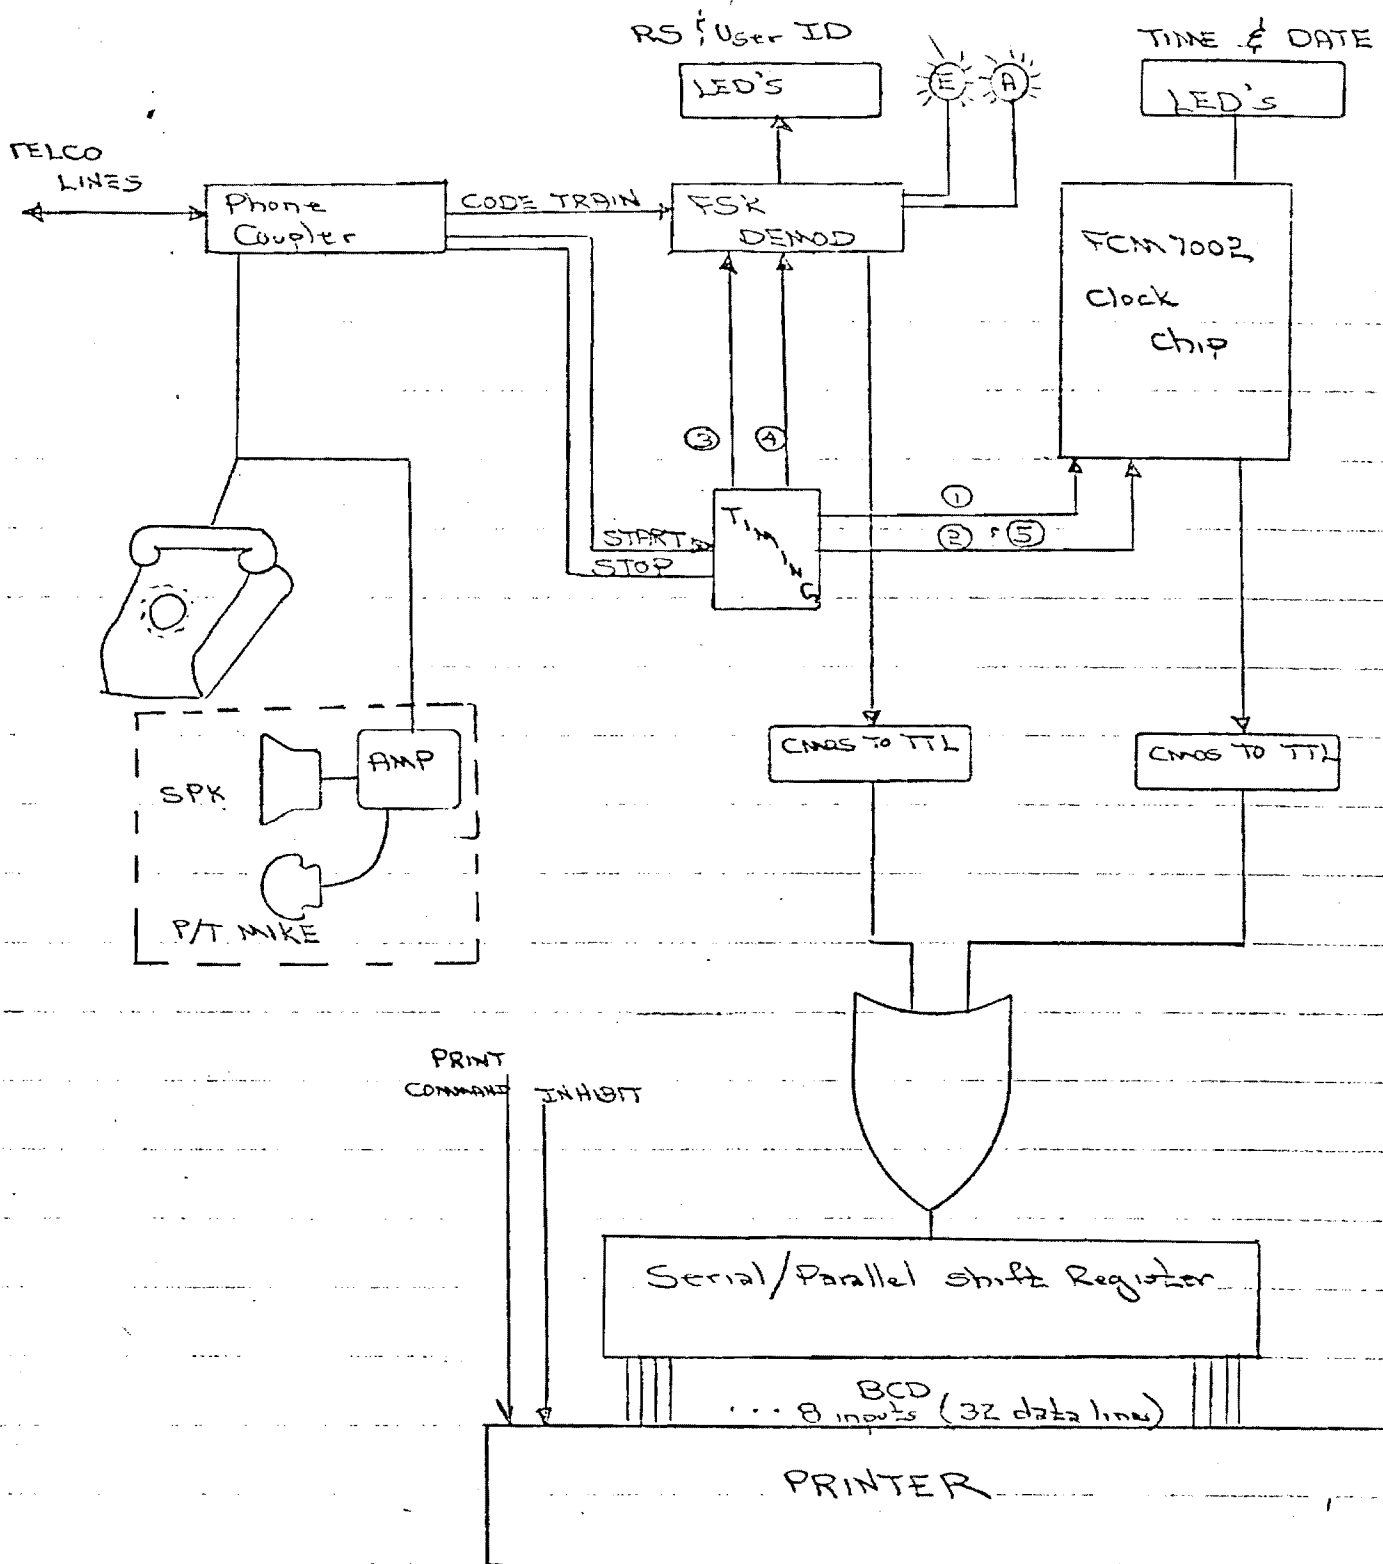 RS & User ID
TIME & DATE
LED's
E
A
LED's
TELCO
LINES
Phone
Coupler
CODE TRAIN
FSK
DEMOD
FCM7002
Clock
Chip
③
④
①
② & ⑤
START
STOP
TIMING
AMP
SPK
P/T MIKE
CMOS TO TTL
CMOS TO TTL
PRINT
COMMAND
INHIBIT
Serial/Parallel Shift Register
BCD
... 8 inputs (32 data lines)
PRINTER